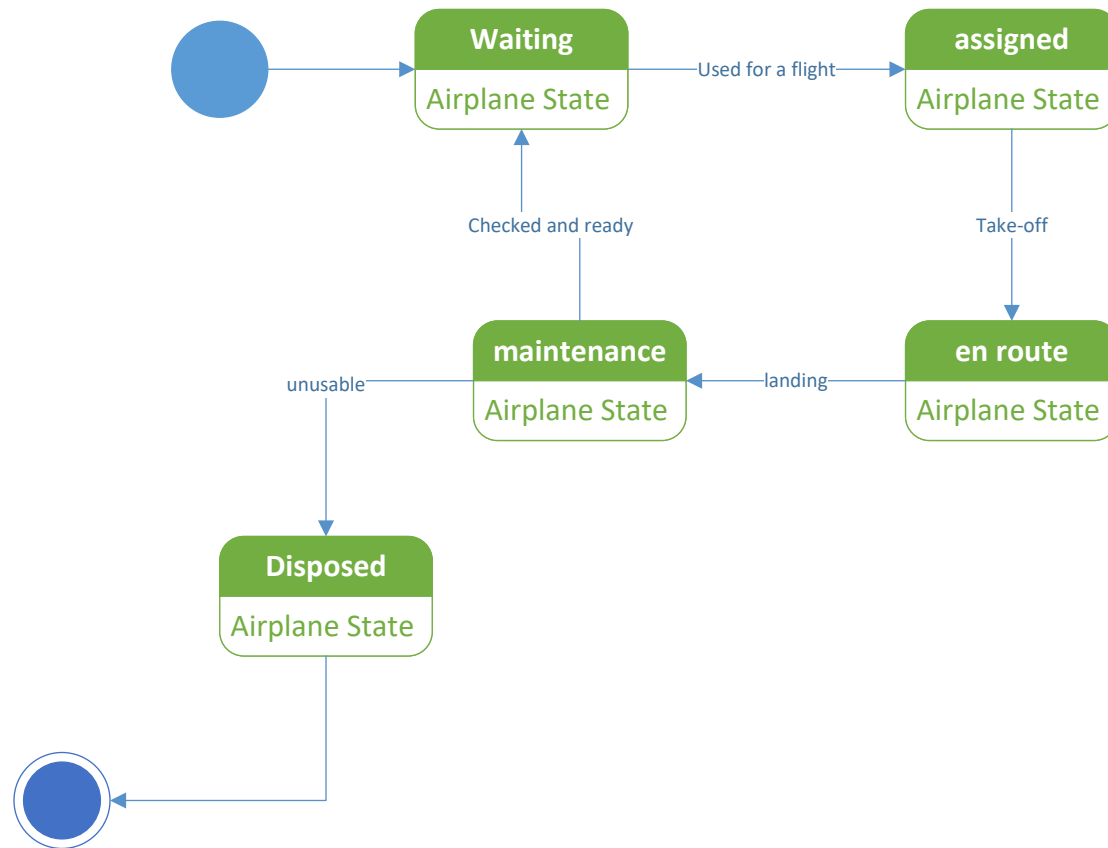 Waiting
Airplane State
Used for a flight
assigned
Airplane State
Checked and ready
Take-off
maintenance
Airplane State
landing
en route
Airplane State
unusable
Disposed
Airplane State